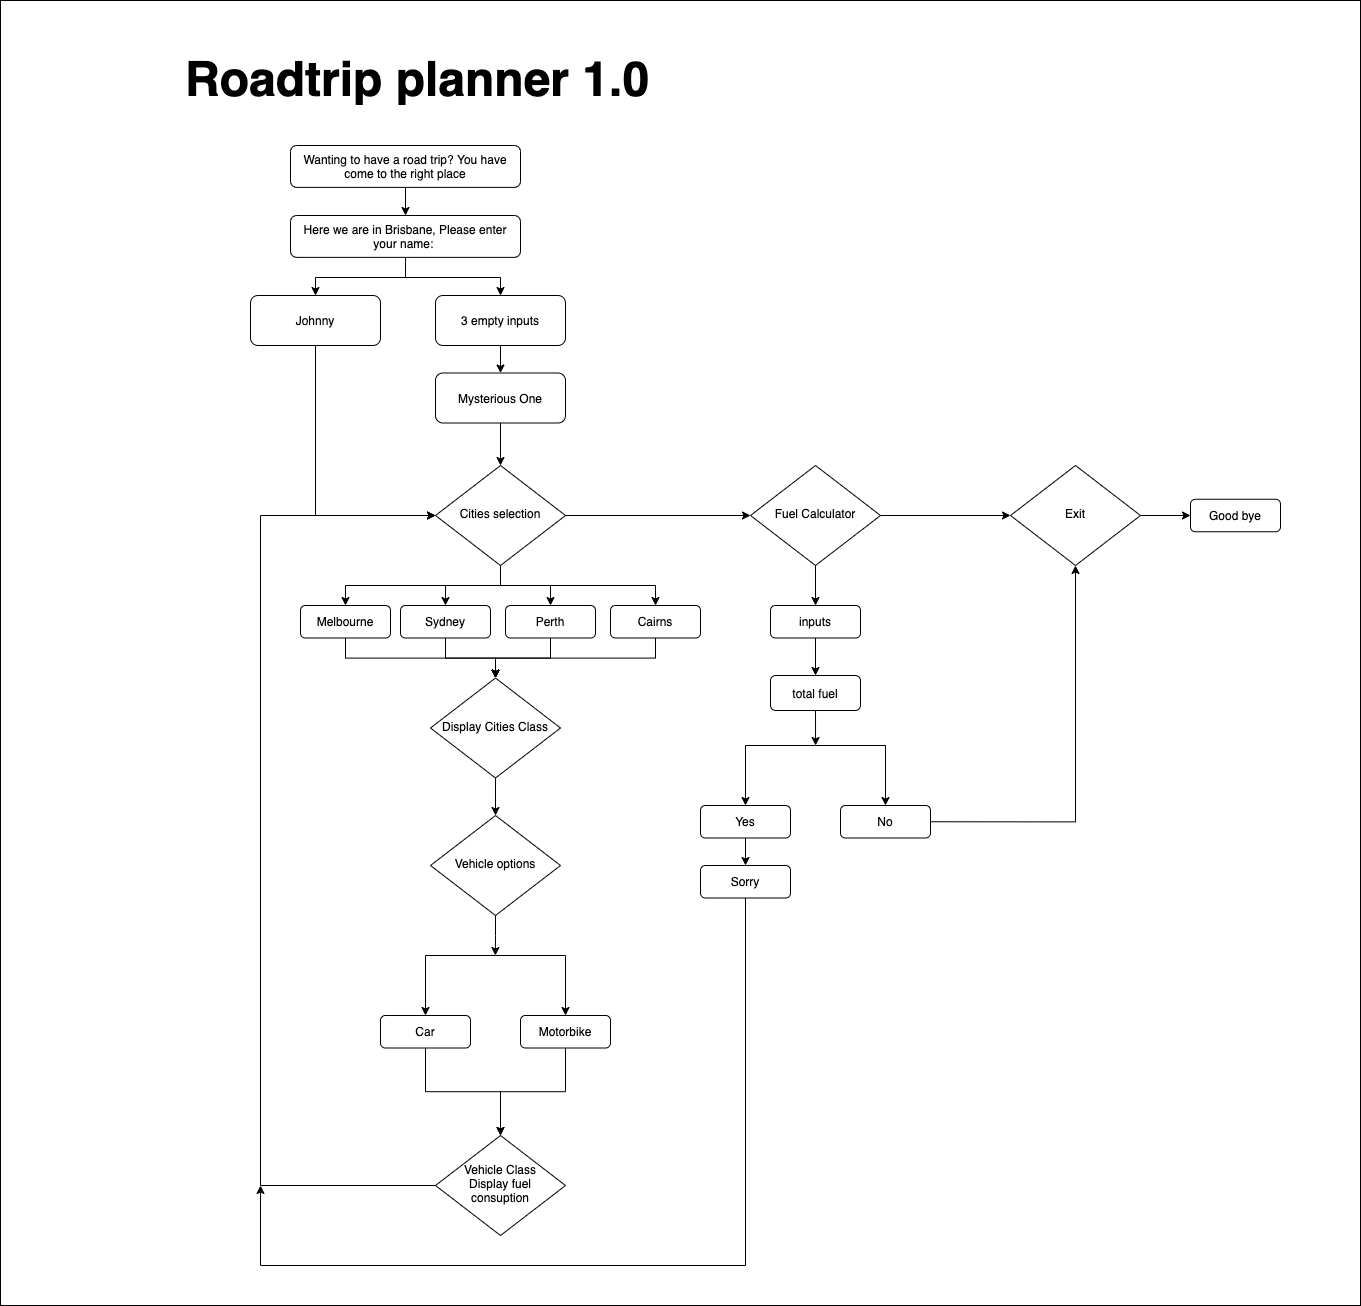 Roadtrip planner 1.0
Wanting to have a road trip? You have
come to the right place
Here we are in Brisbane, Please enter
your name:
Johnny
3 empty inputs
Mysterious One
Cities selection
Fuel Calculator
Exit
Good bye
Melbourne
Sydney
Perth
Cairns
inputs
total fuel
Display Cities Class
Yes
No
Vehicle options
Sorry
Car
Motorbike
Vehicle Class
Display fuel
consuption